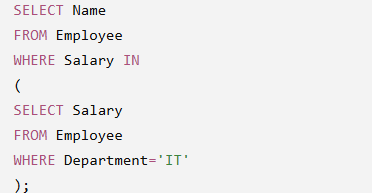 SELECT Name
FROM Employee
WHERE Salary IN
(
SELECT Salary
FROM Employee
WHERE Department='IT'
);